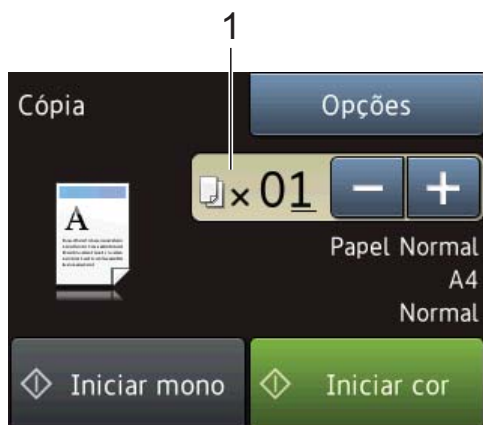 1
Cópia
Opções
× 01
− +
A
Papel Normal
A4
Normal
Iniciar mono
Iniciar cor